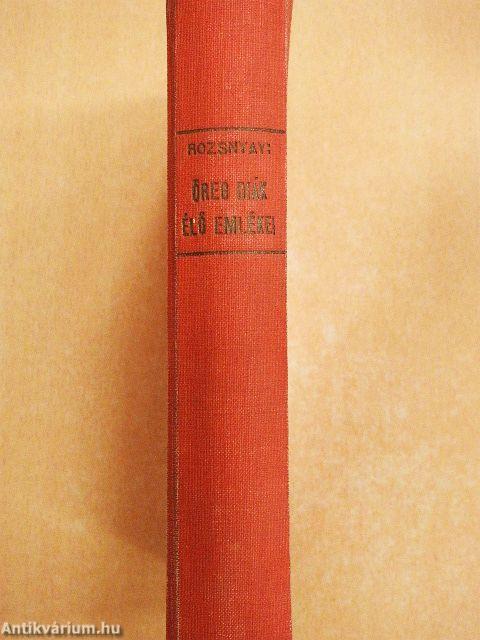 ROZSNYAY:
ÖREG DIÁK
ÉLŐ EMLÉKEI
Antikvárium.hu